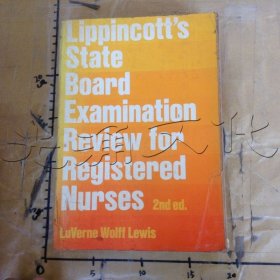 Lippincott's
State
Board
Examination
Review for
Registered
Nurses 2nd ed.
LuVerne Wolff Lewis